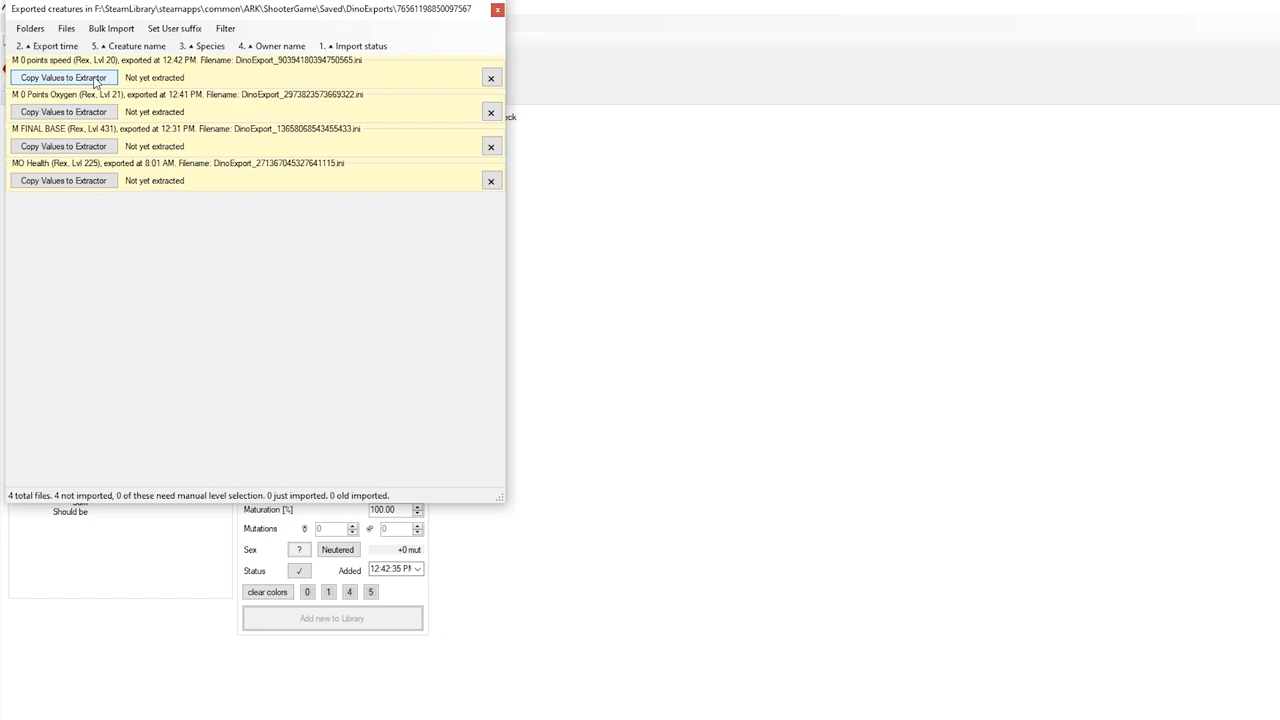 Exported creatures in F:\SteamLibrary\steamapps\common\ARK\ShooterGame\Saved\DinoExports\76561198850097567 x
Folders Files Bulk Import Set User suffix Filter
2. ▲ Export time 5. ▲ Creature name 3. ▲ Species 4. ▲ Owner name 1. ▲ Import status
M 0 points speed (Rex, Lvl 20), exported at 12:42 PM. Filename: DinoExport_90394180394750565.ini
Copy Values to Extractor Not yet extracted ×
M 0 Points Oxygen (Rex, Lvl 21), exported at 12:41 PM. Filename: DinoExport_2973823573669322.ini
Copy Values to Extractor Not yet extracted ×
eck
M FINAL BASE (Rex, Lvl 431), exported at 12:31 PM. Filename: DinoExport_13658068543455433.ini
Copy Values to Extractor Not yet extracted ×
MO Health (Rex, Lvl 225), exported at 8:01 AM. Filename: DinoExport_271367045327641115.ini
Copy Values to Extractor Not yet extracted ×
4 total files. 4 not imported, 0 of these need manual level selection. 0 just imported. 0 old imported.
Should be
Maturation [%] 100.00
Mutations 0 0
Sex ? Neutered +0 mut
Status ✓ Added 12:42:35 PM
clear colors 0 1 4 5
Add new to Library